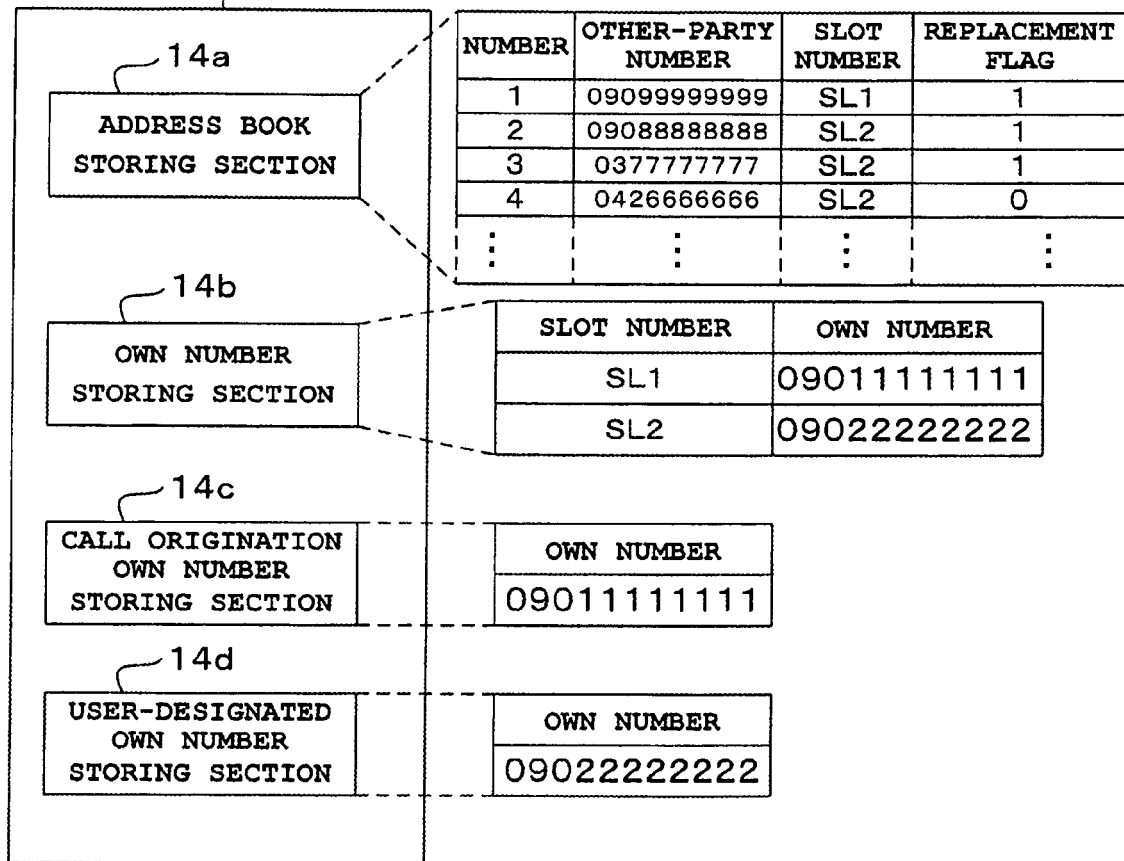 14a
ADDRESS BOOK
STORING SECTION
NUMBER OTHER-PARTY NUMBER SLOT NUMBER REPLACEMENT FLAG
1 09099999999 SL1 1
2 09088888888 SL2 1
3 0377777777 SL2 1
4 0426666666 SL2 0
14b
OWN NUMBER
STORING SECTION
SLOT NUMBER OWN NUMBER
SL1 09011111111
SL2 09022222222
14c
CALL ORIGINATION
OWN NUMBER
STORING SECTION
OWN NUMBER
09011111111
14d
USER-DESIGNATED
OWN NUMBER
STORING SECTION
OWN NUMBER
09022222222